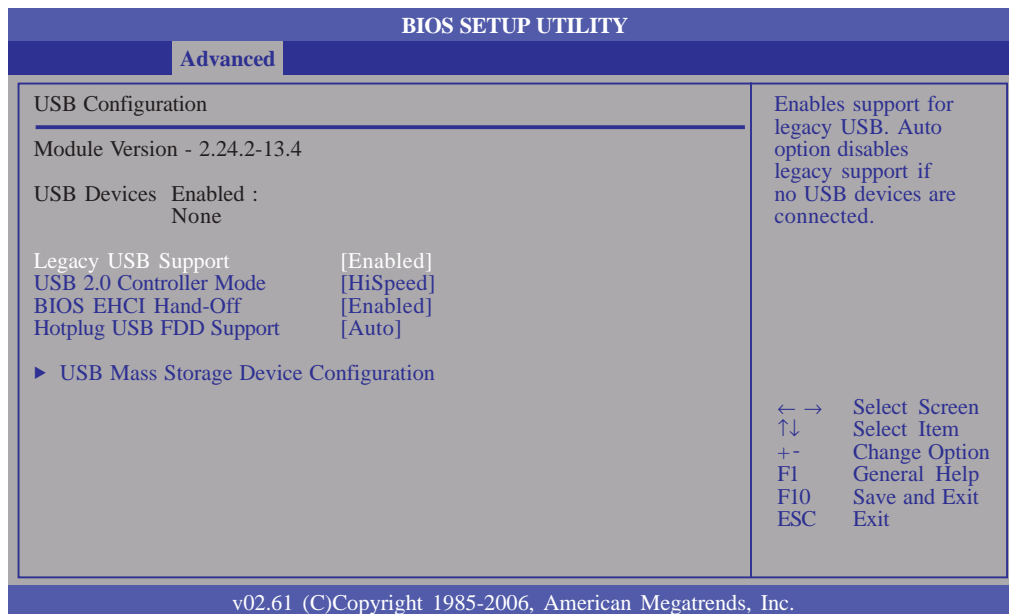 BIOS SETUP UTILITY
Advanced
USB Configuration
Module Version - 2.24.2-13.4
USB Devices Enabled :
None
Legacy USB Support [Enabled]
USB 2.0 Controller Mode [HiSpeed]
BIOS EHCI Hand-Off [Enabled]
Hotplug USB FDD Support [Auto]
► USB Mass Storage Device Configuration
Enables support for
legacy USB. Auto
option disables
legacy support if
no USB devices are
connected.
← → Select Screen
↑↓ Select Item
+- Change Option
F1 General Help
F10 Save and Exit
ESC Exit
v02.61 (C)Copyright 1985-2006, American Megatrends, Inc.